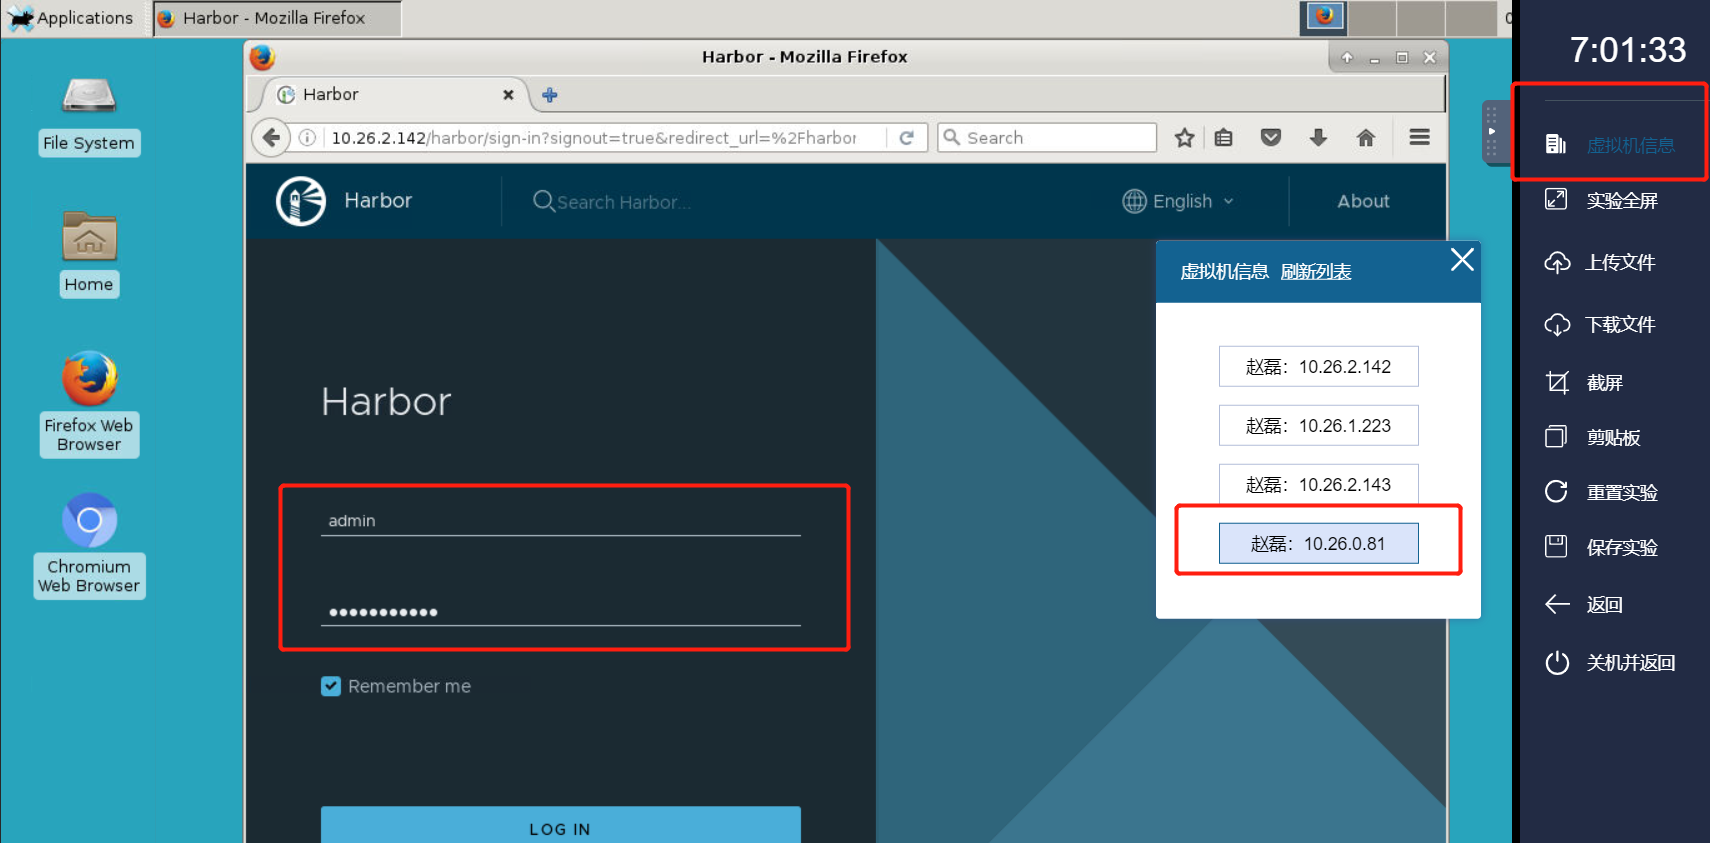 Applications
Harbor - Mozilla Firefox
0
7:01:33
Harbor - Mozilla Firefox
Harbor
10.26.2.142/harbor/sign-in?signout=true&redirect_url=%2Fharbor
Search
File System
Home
Firefox Web
Browser
Chromium
Web Browser
Harbor
Search Harbor...
English
About
Harbor
admin
•••••••••••
Remember me
LOG IN
虚拟机信息 刷新列表
赵磊：10.26.2.142
赵磊：10.26.1.223
赵磊：10.26.2.143
赵磊：10.26.0.81
虚拟机信息
实验全屏
上传文件
下载文件
截屏
剪贴板
重置实验
保存实验
返回
关机并返回